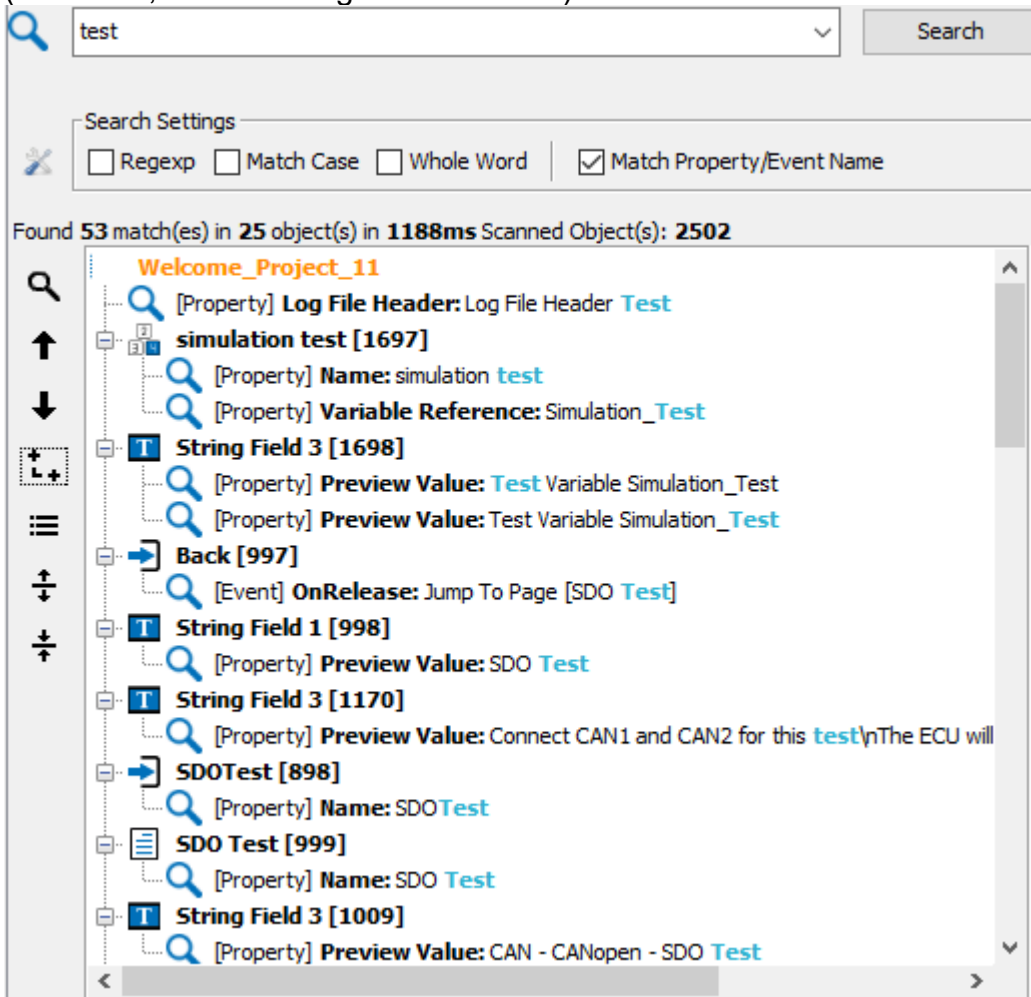 test
Search
Search Settings
Regexp Match Case Whole Word Match Property/Event Name
Found 53 match(es) in 25 object(s) in 1188ms Scanned Object(s): 2502
Welcome_Project_11
[Property] Log File Header: Log File Header Test
simulation test [1697]
[Property] Name: simulation test
[Property] Variable Reference: Simulation_Test
String Field 3 [1698]
[Property] Preview Value: Test Variable Simulation_Test
[Property] Preview Value: Test Variable Simulation_Test
Back [997]
[Event] OnRelease: Jump To Page [SDO Test]
String Field 1 [998]
[Property] Preview Value: SDO Test
String Field 3 [1170]
[Property] Preview Value: Connect CAN1 and CAN2 for this test\nThe ECU will
SDOTest [898]
[Property] Name: SDOTest
SDO Test [999]
[Property] Name: SDO Test
String Field 3 [1009]
[Property] Preview Value: CAN - CANopen - SDO Test